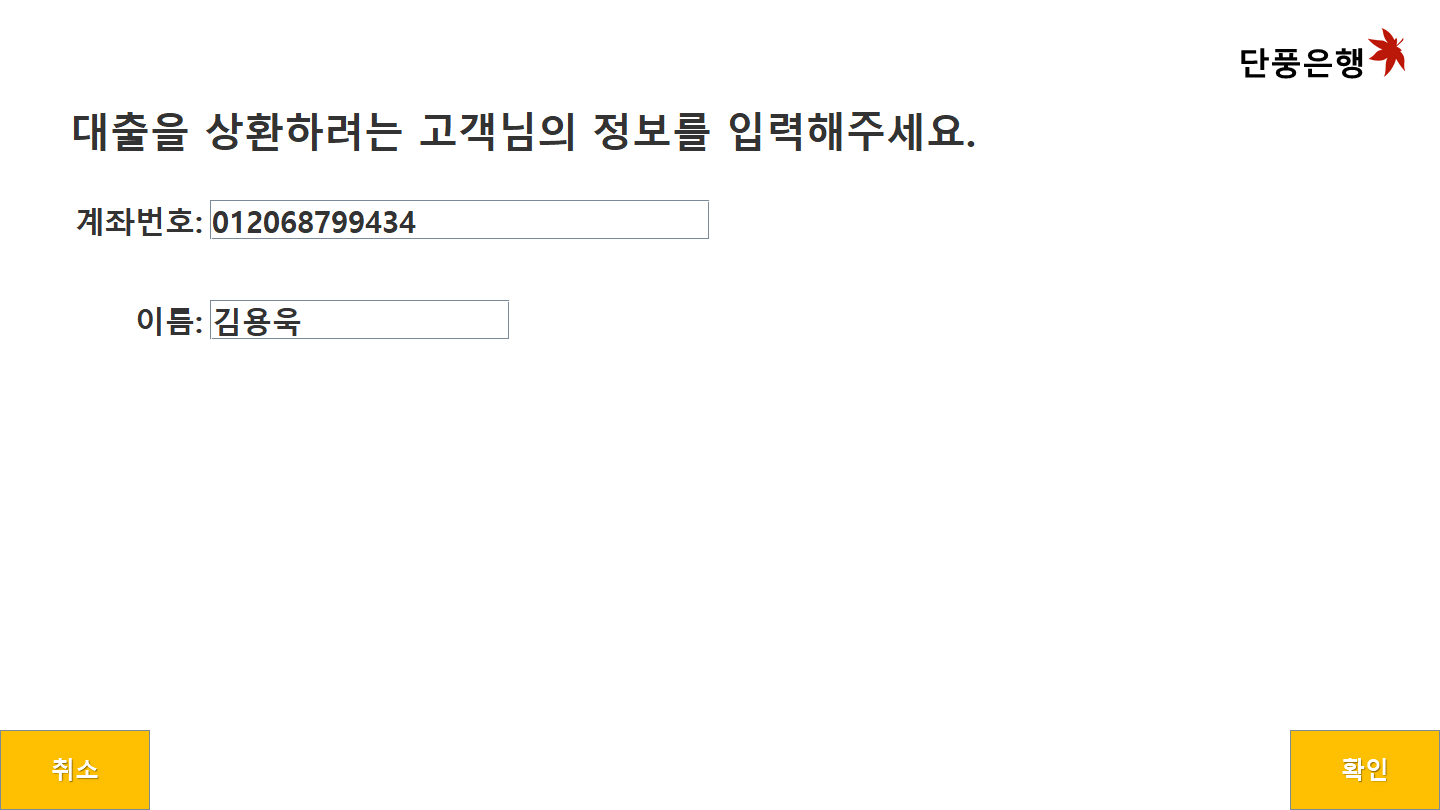 단풍은행
대출을 상환하려는 고객님의 정보를 입력해주세요.
계좌번호: 012068799434
이름: 김용욱
취소
확인